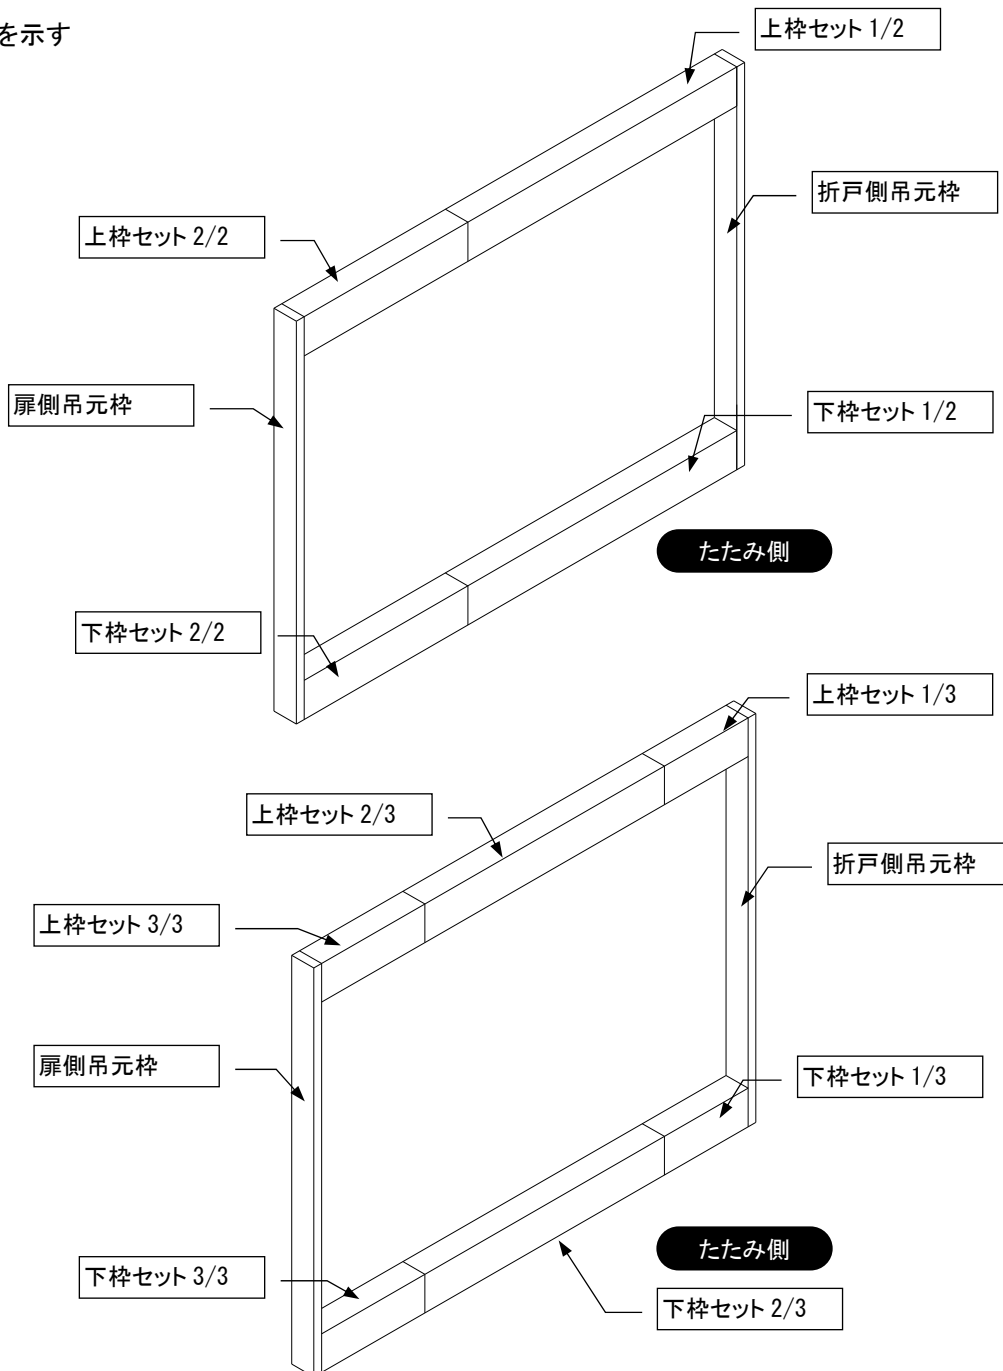 を示す
上枠セット 1/2
折戸側吊元枠
上枠セット 2/2
扉側吊元枠
下枠セット 1/2
たたみ側
下枠セット 2/2
上枠セット 1/3
上枠セット 2/3
折戸側吊元枠
上枠セット 3/3
扉側吊元枠
下枠セット 1/3
たたみ側
下枠セット 3/3
下枠セット 2/3